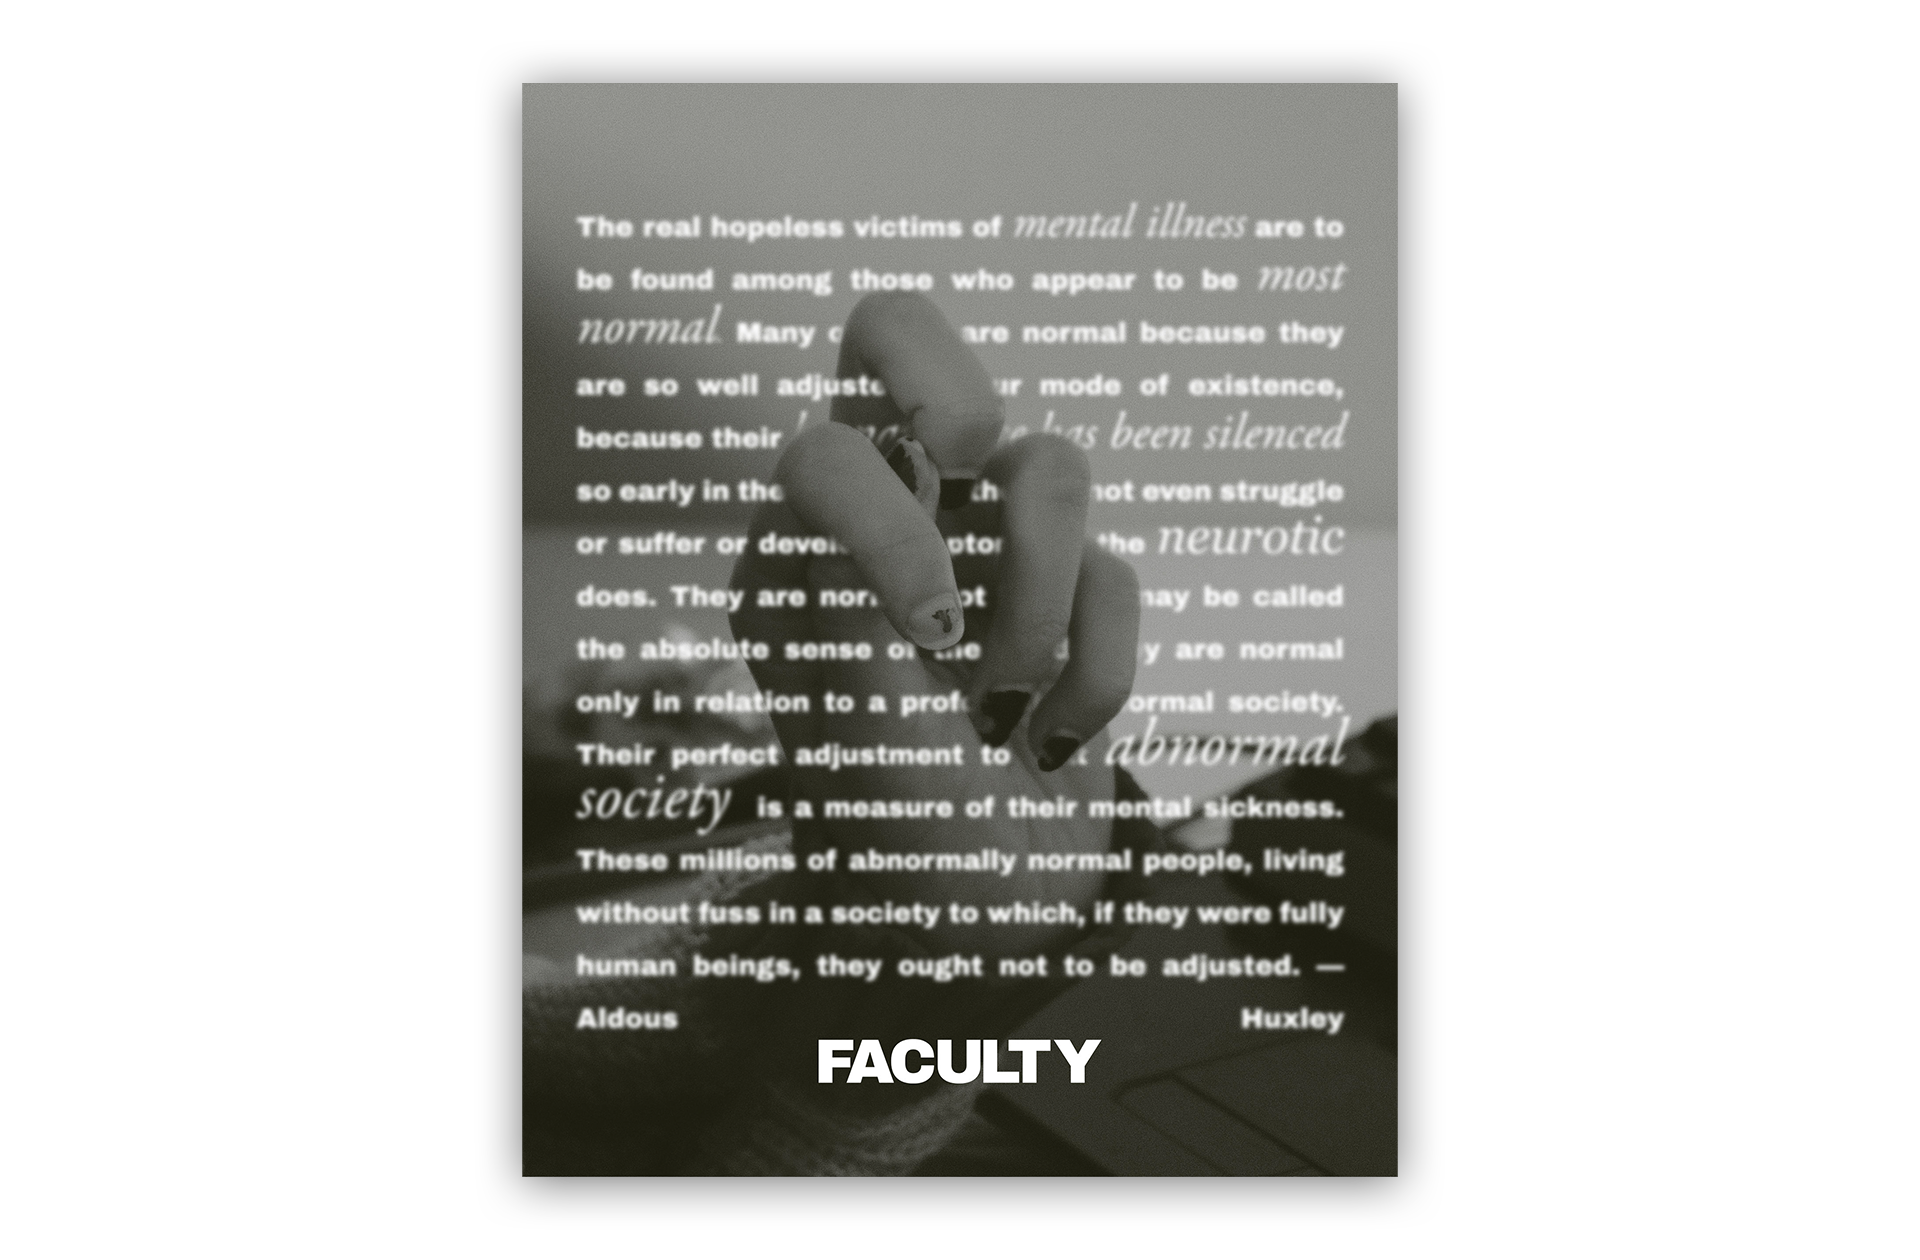 The real hopeless victims of mental illness are to
be found among those who appear to be most
normal. Many are normal because they
are so well mode of existence,
because their has been silenced
so early in the not even struggle
or suffer or the neurotic
does. They are may be called
the absolute sense of the are normal
only in relation to a society.
Their perfect adjustment to abnormal
society is a measure of their mental sickness.
These millions of abnormally normal people, living
without fuss in a society to which, if they were fully
human beings, they ought not to be adjusted. —
Aldous Huxley
FACULTY